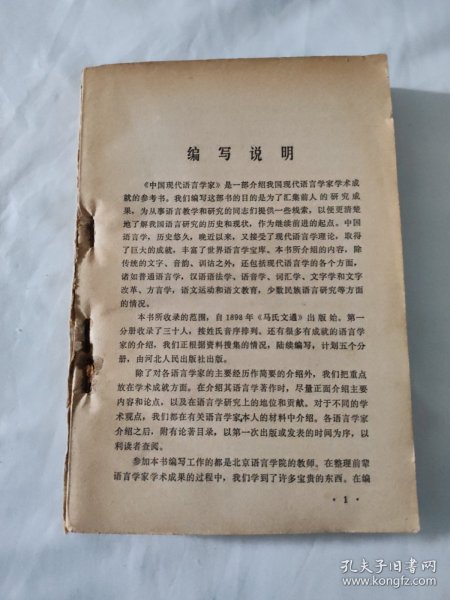 编写说明
《中国现代语言学家》是一部介绍我国现代语言学家学术成
就的参考书。我们编写这部书的目的是为了汇集前人的研究成
果，为从事语言教学和研究的同志们提供一些线索，以便更清楚
地了解我国语言研究的历史和现状，作为继续前进的起点。中国
语言学，历史悠久，晚近以来，又接受了现代语言学理论，取得
了巨大的成就，丰富了世界语言学宝库。本书所介绍的内容，除
传统的文字、音韵、训诂之外，还包括现代语言学的各个方面，
诸如普通语言学，汉语语法学、语音学、词汇学、文字学和文字
改革、方言学，语文运动和语文教育，少数民族语言研究等方面
的情况。
本书所收录的范围，自1898年《马氏文通》出版始。第一
分册收录了三十人，按姓氏音序排列。还有很多有成就的语言学
家的介绍，我们正根据资料搜集的情况，陆续编写，计划五个分
册，由河北人民出版社出版。
除了对各语言学家的主要经历作简要的介绍外，我们把重点
放在学术成就方面。在介绍其语言学著作时，尽量正面介绍主要
内容和论点，以及在语言学研究上的地位和贡献。对于不同的学
术观点，我们都在有关语言学家本人的材料中介绍。各语言学家
介绍之后，附有论著目录，以第一次出版或发表的时间为序，以
利读者查阅。
参加本书编写工作的都是北京语言学院的教师。在整理前辈
语言学家学术成果的过程中，我们学到了许多宝贵的东西。在编
·1·
孔夫子旧书网
www.kongfz.com